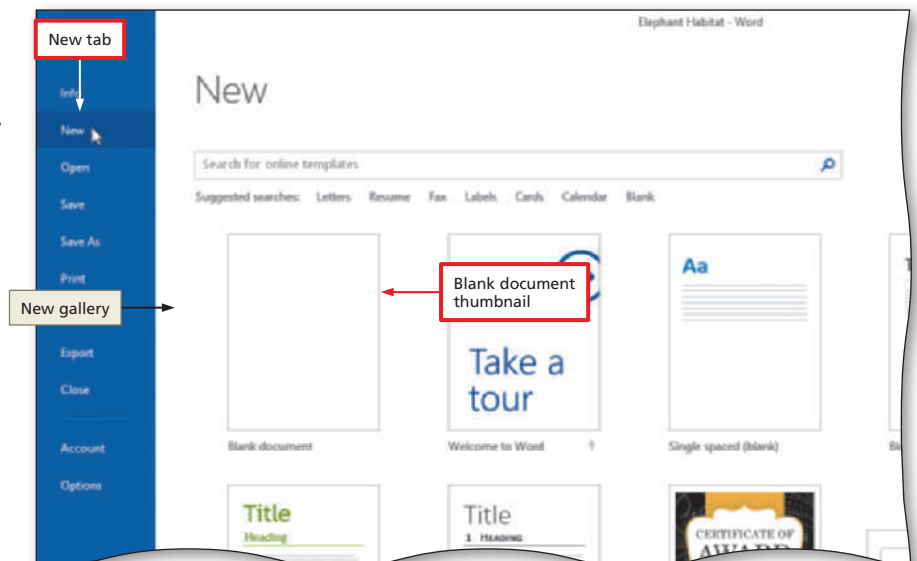 Elephant Habitat - Word
New tab
Info
New
Open
Save
Save As
Print
New gallery
Export
Close
Account
Options
New
Search for online templates
Suggested searches: Letters Resume Fax Labels Cards Calendar Blank
Blank document
thumbnail
Take a
tour
Aa
Blank document
Welcome to Word
Single spaced (blank)
Title
Heading
Title
1 HEADING
CERTIFICATE OF
AWARD